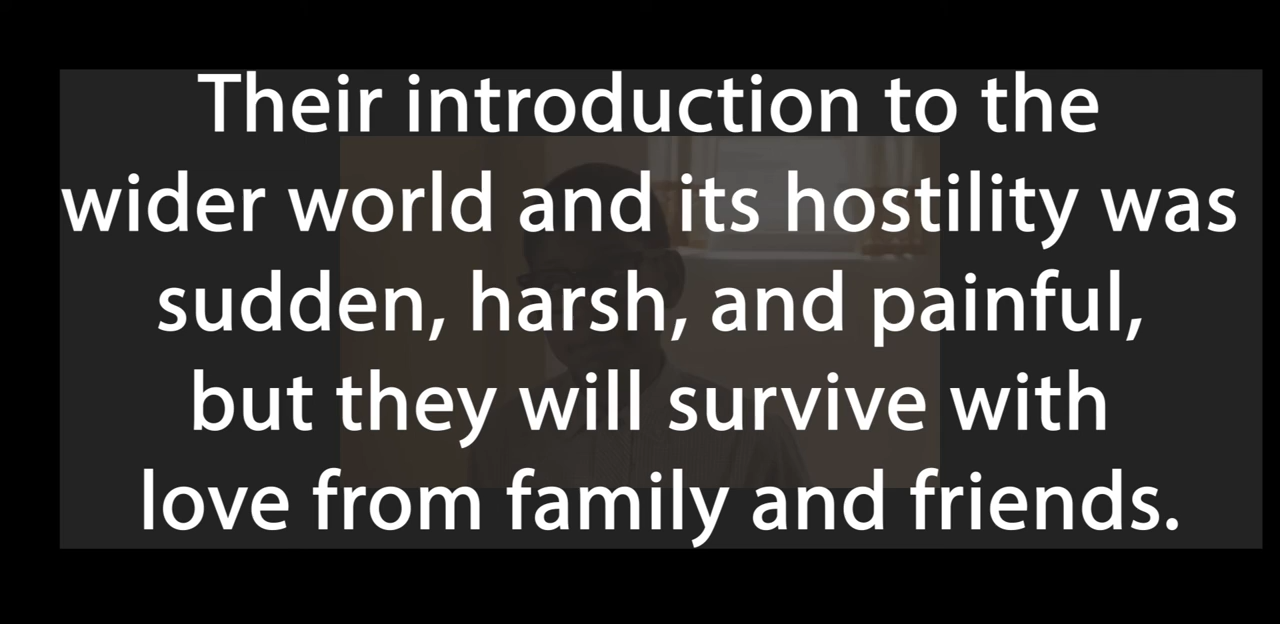 Their introduction to the
wider world and its hostility was
sudden, harsh, and painful,
but they will survive with
love from family and friends.